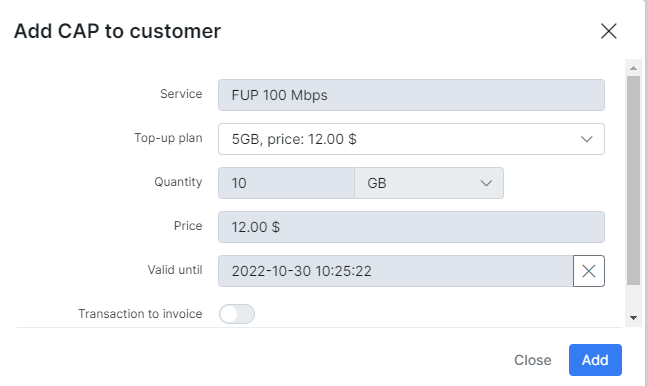 Add CAP to customer
Service FUP 100 Mbps
Top-up plan 5GB, price: 12.00 $
Quantity 10 GB
Price 12.00 $
Valid until 2022-10-30 10:25:22
Transaction to invoice
Close Add